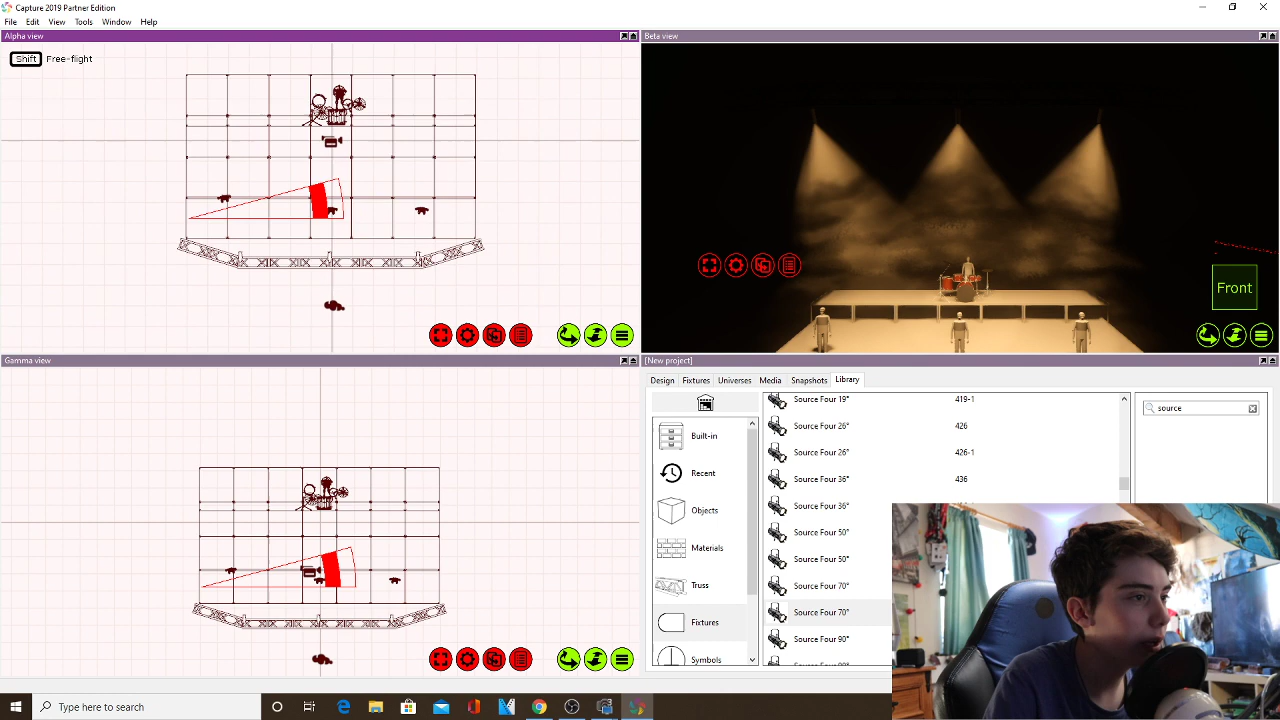 Capture 2019 Partner Edition
File Edit View Tools Window Help
Alpha view
Shift Free-flight
Beta view
Front
Gamma view
[New project]
Design Fixtures Universes Media Snapshots Library
Built-in
Recent
Objects
Materials
Truss
Fixtures
Symbols
Source Four 19° 419-1
Source Four 26° 426
Source Four 26° 426-1
Source Four 36° 436
Source Four 36°
Source Four 50°
Source Four 50°
Source Four 70°
Source Four 70°
Source Four 90°
source
Type here to search